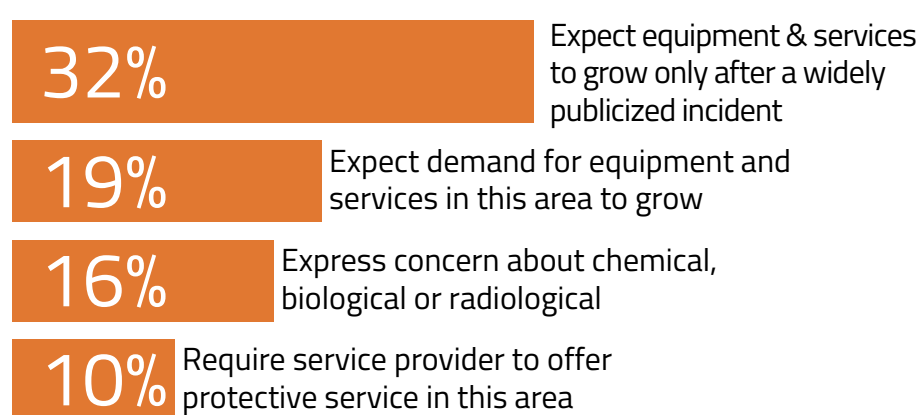 32%
Expect equipment & services
to grow only after a widely
publicized incident
19%
Expect demand for equipment and
services in this area to grow
16%
Express concern about chemical,
biological or radiological
10%
Require service provider to offer
protective service in this area